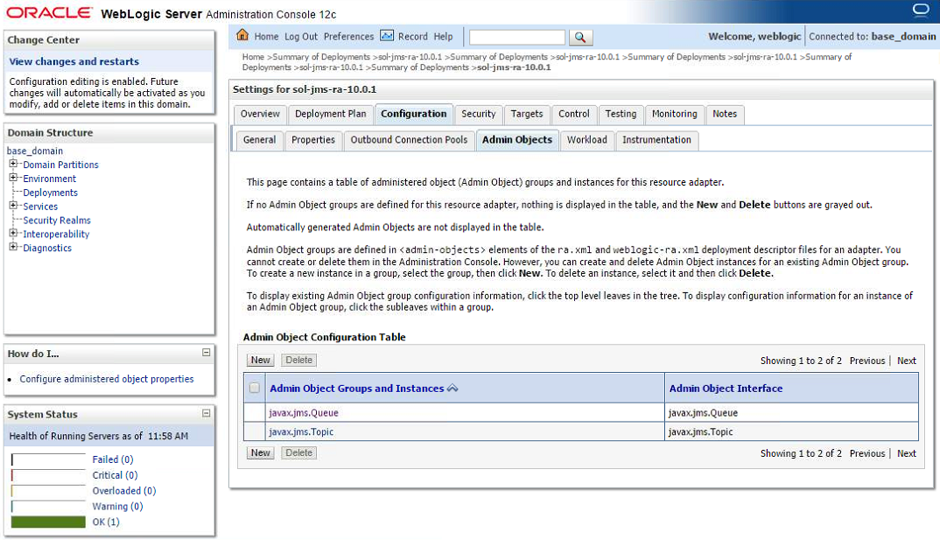 ORACLE WebLogic Server Administration Console 12c
Change Center
View changes and restarts
Configuration editing is enabled. Future
changes will automatically be activated as you
modify, add or delete items in this domain.
Domain Structure
base_domain
Domain Partitions
Environment
Deployments
Services
Security Realms
Interoperability
Diagnostics
How do I...
Configure administered object properties
System Status
Health of Running Servers as of 11:58 AM
Failed (0)
Critical (0)
Overloaded (0)
Warning (0)
OK (1)
Home Log Out Preferences Record Help
Welcome, weblogic Connected to: base_domain
Home >Summary of Deployments >sol-jms-ra-10.0.1 >Summary of Deployments >sol-jms-ra-10.0.1 >Summary of Deployments >sol-jms-ra-10.0.1 >Summary of
Deployments >sol-jms-ra-10.0.1 >Summary of Deployments >sol-jms-ra-10.0.1
Settings for sol-jms-ra-10.0.1
Overview Deployment Plan Configuration Security Targets Control Testing Monitoring Notes
General Properties Outbound Connection Pools Admin Objects Workload Instrumentation
This page contains a table of administered object (Admin Object) groups and instances for this resource adapter.
If no Admin Object groups are defined for this resource adapter, nothing is displayed in the table, and the New and Delete buttons are grayed out.
Automatically generated Admin Objects are not displayed in the table.
Admin Object groups are defined in <admin-objects> elements of the ra.xml and weblogic-ra.xml deployment descriptor files for an adapter. You
cannot create or delete them in the Administration Console. However, you can create and delete Admin Object instances for an existing Admin Object group.
To create a new instance in a group, select the group, then click New. To delete an instance, select it and then click Delete.
To display existing Admin Object group configuration information, click the top level leaves in the tree. To display configuration information for an instance of
an Admin Object group, click the subleaves within a group.
Admin Object Configuration Table
New Delete Showing 1 to 2 of 2 Previous Next
Admin Object Groups and Instances Admin Object Interface
javax.jms.Queue javax.jms.Queue
javax.jms.Topic javax.jms.Topic
New Delete Showing 1 to 2 of 2 Previous Next